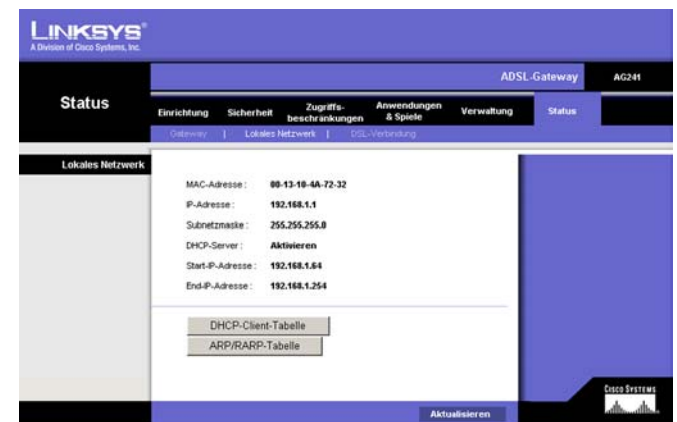 LINKSYS®
A Division of Cisco Systems, Inc.
ADSL-Gateway AG241
Status
Einrichtung Sicherheit Zugriffs-beschränkungen Anwendungen & Spiele Verwaltung Status
Gateway | Lokales Netzwerk | DSL-Verbindung
Lokales Netzwerk
MAC-Adresse : 00-13-10-4A-72-32
IP-Adresse : 192.168.1.1
Subnetzmaske : 255.255.255.0
DHCP-Server : Aktivieren
Start-IP-Adresse : 192.168.1.64
End-IP-Adresse : 192.168.1.254
DHCP-Client-Tabelle
ARP/RARP-Tabelle
Aktualisieren
CISCO SYSTEMS